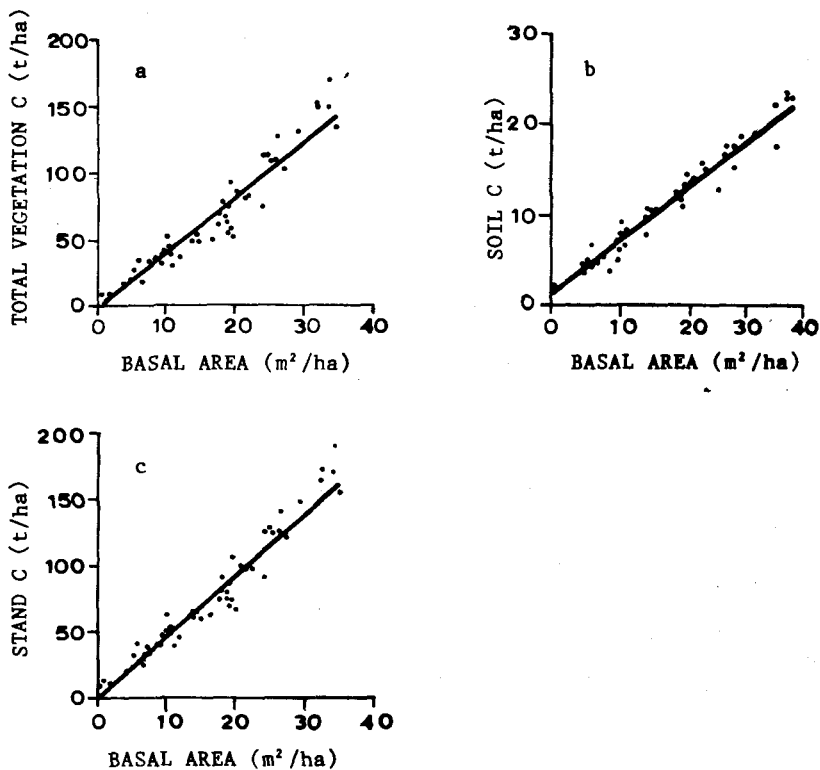 a
TOTAL VEGETATION C (t/ha)
200
150
100
50
0
0 10 20 30 40
BASAL AREA (m²/ha)
b
SOIL C (t/ha)
30
20
10
0
0 10 20 30 40
BASAL AREA (m²/ha)
c
STAND C (t/ha)
200
150
100
50
0
0 10 20 30 40
BASAL AREA (m²/ha)